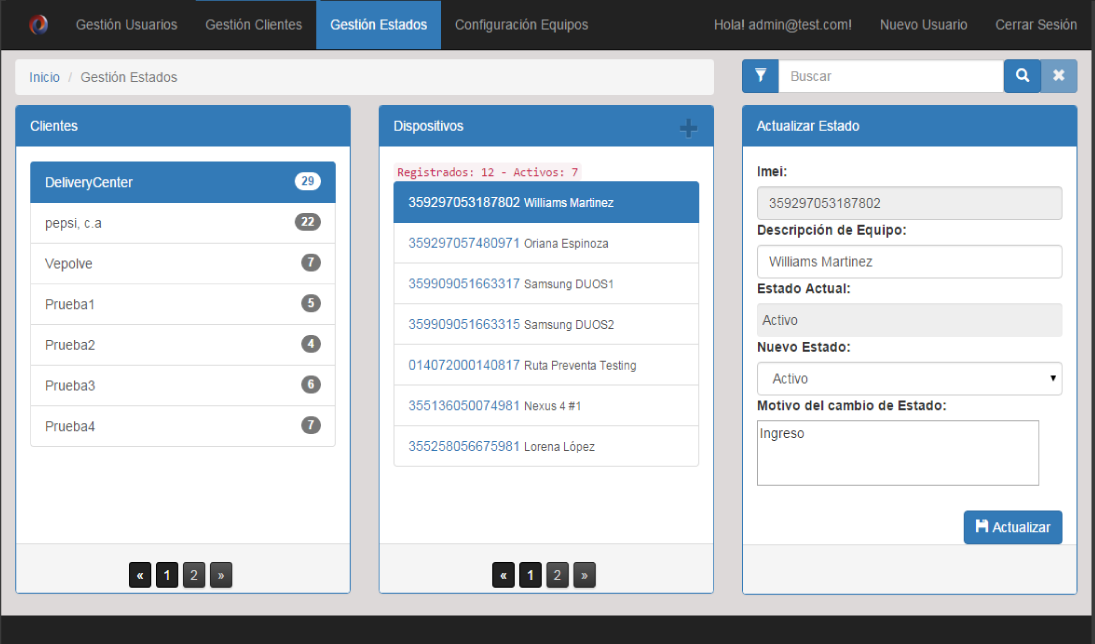 Gestión Usuarios Gestión Clientes Gestión Estados Configuración Equipos Hola! admin@test.com! Nuevo Usuario Cerrar Sesión
Inicio / Gestión Estados
Buscar
Clientes
DeliveryCenter 29
pepsi, c.a 22
Vepolve 7
Prueba1 5
Prueba2 4
Prueba3 6
Prueba4 7
« 1 2 »
Dispositivos
Registrados: 12 - Activos: 7
359297053187802 Williams Martinez
359297057480971 Oriana Espinoza
359909051663317 Samsung DUOS1
359909051663315 Samsung DUOS2
014072000140817 Ruta Preventa Testing
355136050074981 Nexus 4 #1
355258056675981 Lorena López
« 1 2 »
Actualizar Estado
Imei:
359297053187802
Descripción de Equipo:
Williams Martinez
Estado Actual:
Activo
Nuevo Estado:
Activo
Motivo del cambio de Estado:
Ingreso
Actualizar